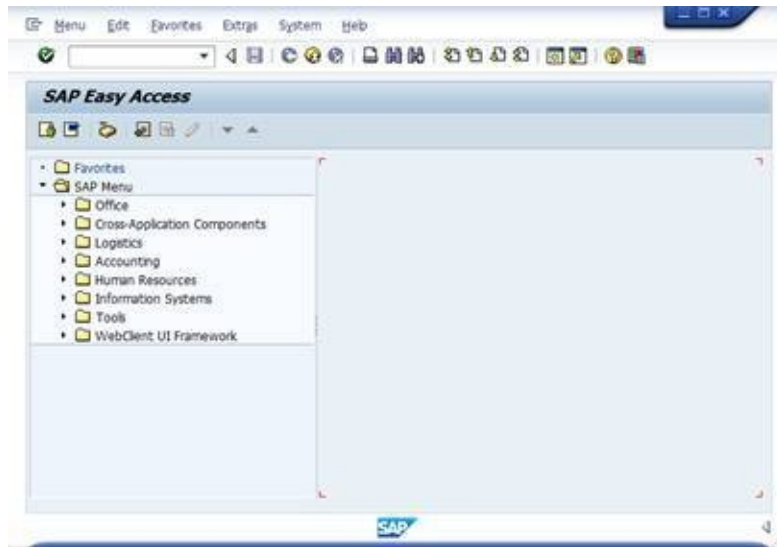 Menu Edit Favorites Extras System Help
SAP Easy Access
Favorites
SAP Menu
Office
Cross-Application Components
Logistics
Accounting
Human Resources
Information Systems
Tools
WebClient UI Framework
SAP